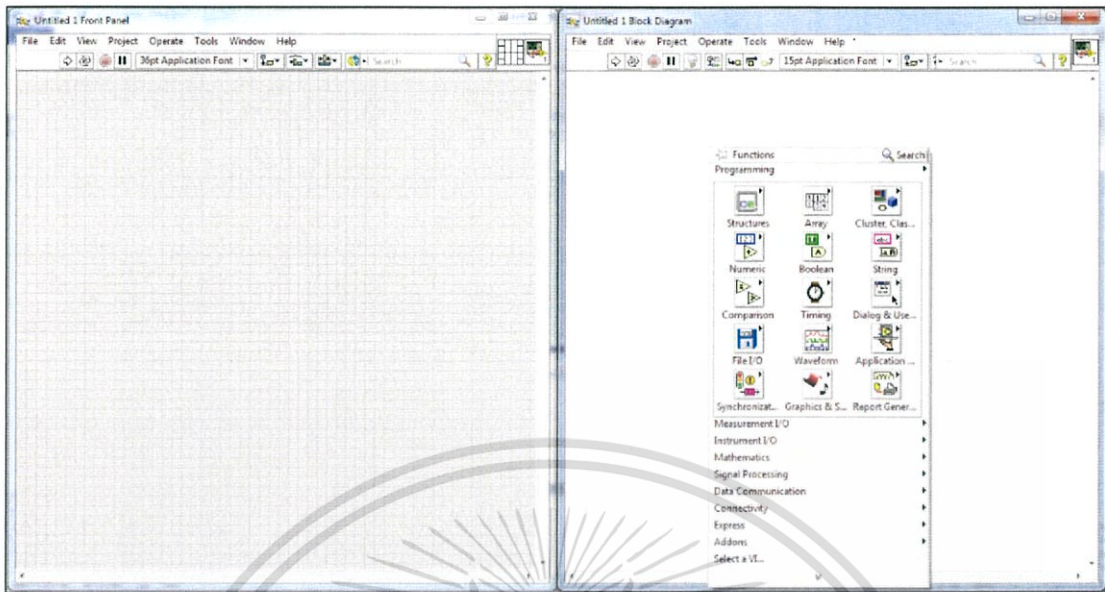 Untitled 1 Front Panel
File Edit View Project Operate Tools Window Help
36pt Application Font
Search
Untitled 1 Block Diagram
File Edit View Project Operate Tools Window Help
15pt Application Font
Search
Functions Search
Programming
Structures Array Cluster, Clas...
Numeric Boolean String
Comparison Timing Dialog & Use...
File I/O Waveform Application ...
Synchronizat... Graphics & S... Report Gener...
Measurement I/O
Instrument I/O
Mathematics
Signal Processing
Data Communication
Connectivity
Express
Addons
Select a VI...